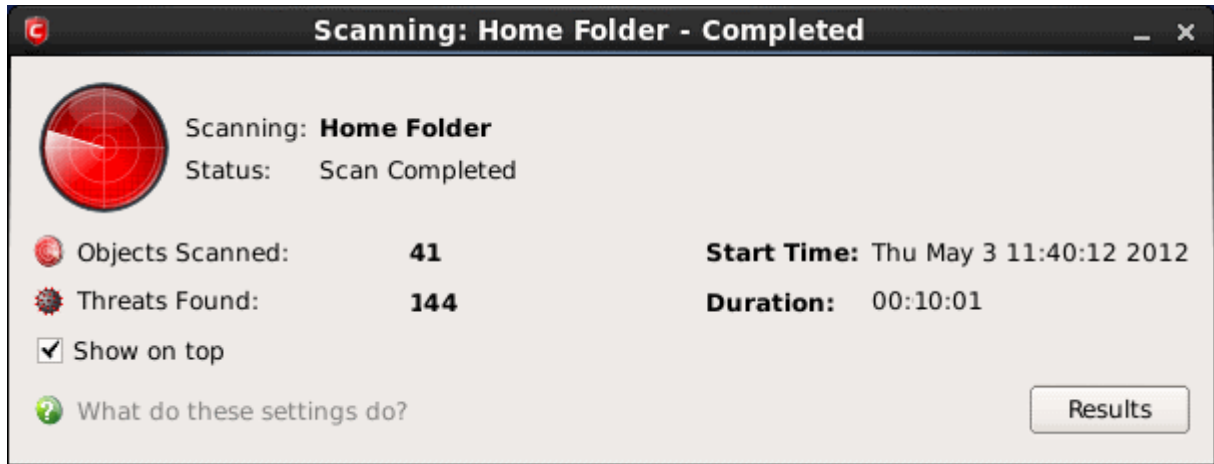 Scanning: Home Folder - Completed
Scanning: Home Folder
Status: Scan Completed
Objects Scanned: 41
Start Time: Thu May 3 11:40:12 2012
Threats Found: 144
Duration: 00:10:01
Show on top
What do these settings do?
Results